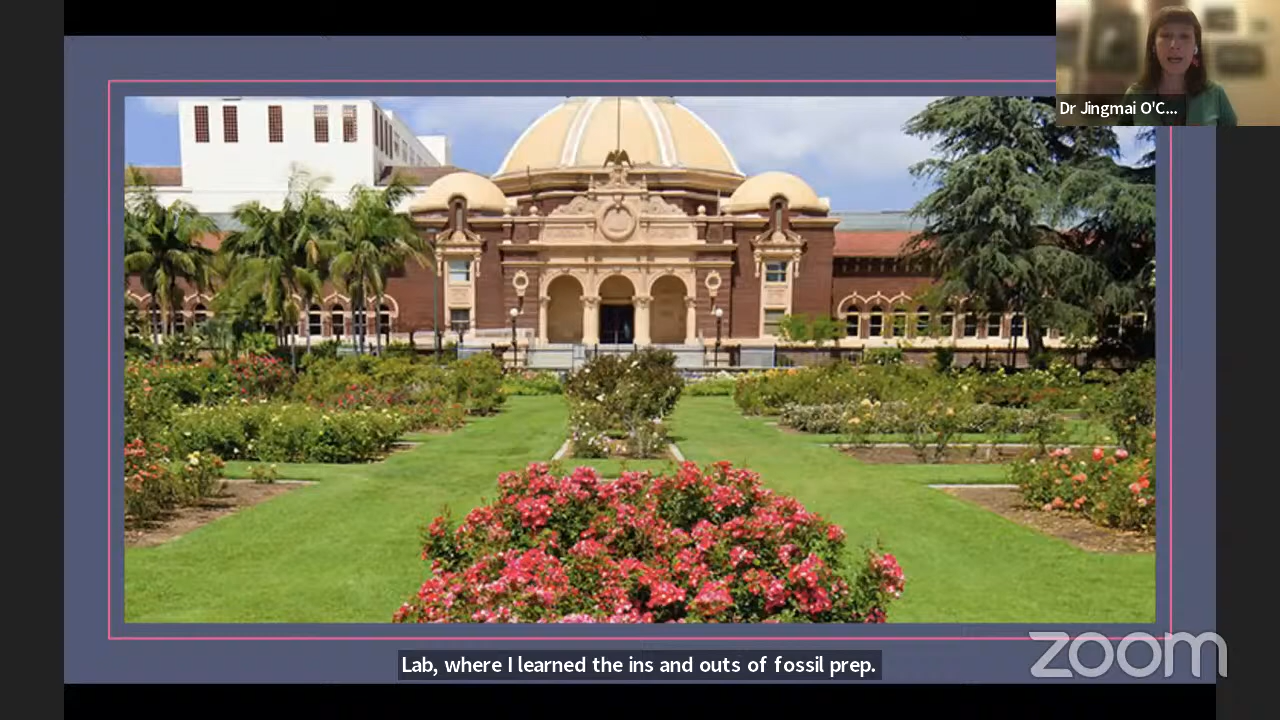 Dr Jingmai O'C...
Lab, where I learned the ins and outs of fossil prep.
zoom